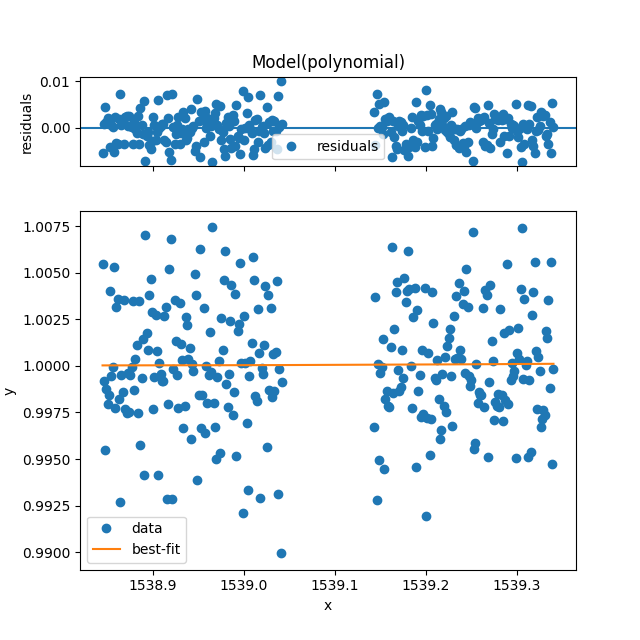 Model(polynomial)
0.01
0.00
residuals
residuals
1.0075
1.0050
1.0025
1.0000
0.9975
0.9950
0.9925
0.9900
y
data
best-fit
1538.9
1539.0
1539.1
1539.2
1539.3
x